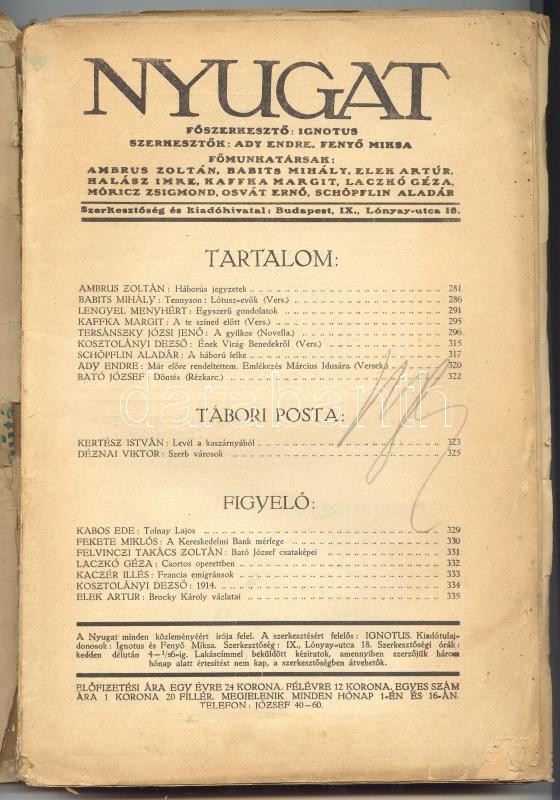 NYUGAT
FŐSZERKESZTŐ: IGNOTUS
SZERKESZTŐK: ADY ENDRE, FENYŐ MIKSA
FŐMUNKATÁRSAK:
AMBRUS ZOLTÁN, BABITS MIHÁLY, ELEK ARTÚR,
HALÁSZ IMRE, KAFFKA MARGIT, LACZKÓ GÉZA,
MÓRICZ ZSIGMOND, OSVÁT ERNŐ, SCHÖPFLIN ALADÁR
Szerkesztőség és kiadóhivatal: Budapest, IX., Lónyay-utca 18.
TARTALOM:
AMBRUS ZOLTÁN: Háborús jegyzetek 281
BABITS MIHÁLY: Tennyson: Lótusz-evők (Vers.) 286
LENGYEL MENYHÉRT: Egyszerű gondolatok 291
KAFFKA MARGIT: A te színed előtt (Vers.) 295
TERSÁNSZKY JÓZSI JENŐ: A gyilkos (Novella.) 296
KOSZTOLÁNYI DEZSŐ: Ének Virág Benedekről (Vers.) 315
SCHÖPFLIN ALADÁR: A háború lelke 317
ADY ENDRE: Már előre rendeltettem. Emlékezés Március Idusára (Versek.) 320
BATÓ JÓZSEF: Döntés (Rézkarc.) 322
TÁBORI POSTA:
KERTÉSZ ISTVÁN: Levél a kaszárnyából 323
DÉZNAI VIKTOR: Szerb városok 325
darabanth
FIGYELŐ:
KABOS EDE: Tolnay Lajos 329
FEKETE MIKLÓS: A Kereskedelmi Bank mérlege 330
FELVINCZI TAKÁCS ZOLTÁN: Bató József csataképei 331
LACZKÓ GÉZA: Csortos operettben 332
KACZÉR ILLÉS: Francia emigránsok 333
KOSZTOLÁNYI DEZSŐ: 1914. 334
ELEK ARTUR: Brocky Károly vázlatai 335
A Nyugat minden közleményéért írója felel. A szerkesztésért felelős: IGNOTUS. Kiadótulaj-
donosok: Ignotus és Fenyő Miksa. Szerkesztőség: IX., Lónyay-utca 18. Szerkesztőségi órák:
kedden délután 4-½6-ig. Lakáscímmel beküldött kéziratok, amennyiben szerzőjük három
hónap alatt értesítést nem kap, a szerkesztőségben átvehetők.
ELŐFIZETÉSI ÁRA EGY ÉVRE 24 KORONA, FÉLÉVRE 12 KORONA, EGYES SZÁM
ÁRA 1 KORONA 20 FILLÉR. MEGJELENIK MINDEN HÓNAP 1-ÉN ÉS 16-ÁN.
TELEFON: JÓZSEF 40-60.